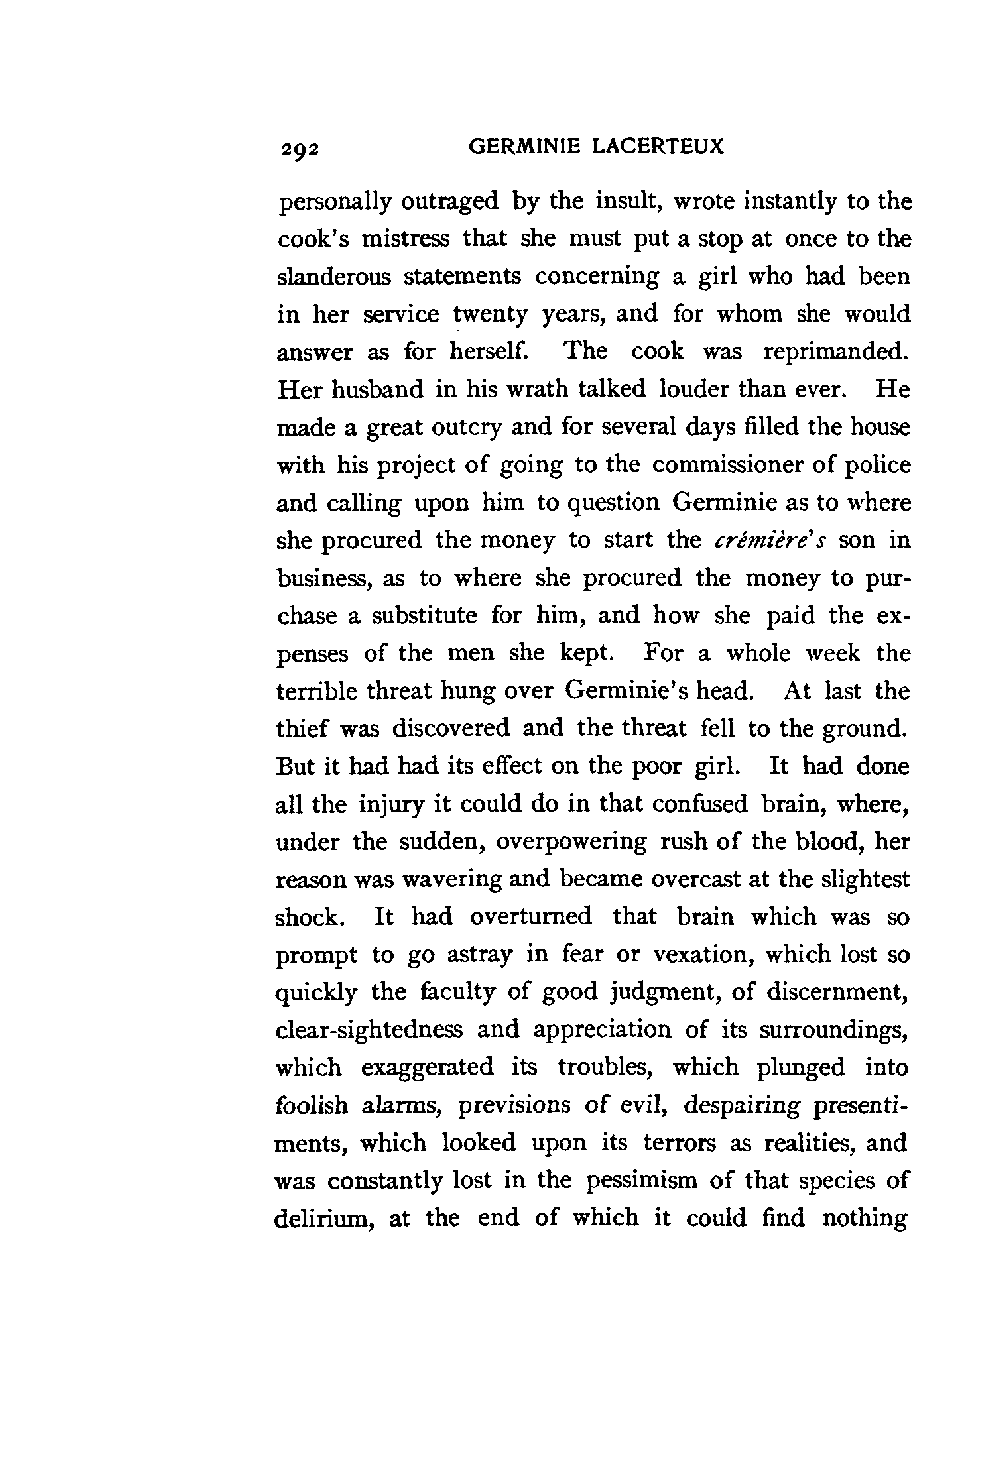 292 GERMINIE LACERTEUX
personally outraged by the insult, wrote instantly to the
cook's mistress that she must put a stop at once to the
slanderous statements concerning a girl who had been
in her service twenty years, and for whom she would
answer as for herself. The cook was reprimanded.
Her husband in his wrath talked louder than ever. He
made a great outcry and for several days filled the house
with his project of going to the commissioner of police
and calling upon him to question Germinie as to where
she procured the money to start the crémière's son in
business, as to where she procured the money to pur-
chase a substitute for him, and how she paid the ex-
penses of the men she kept. For a whole week the
terrible threat hung over Germinie's head. At last the
thief was discovered and the threat fell to the ground.
But it had had its effect on the poor girl. It had done
all the injury it could do in that confused brain, where,
under the sudden, overpowering rush of the blood, her
reason was wavering and became overcast at the slightest
shock. It had overturned that brain which was so
prompt to go astray in fear or vexation, which lost so
quickly the faculty of good judgment, of discernment,
clear-sightedness and appreciation of its surroundings,
which exaggerated its troubles, which plunged into
foolish alarms, previsions of evil, despairing presenti-
ments, which looked upon its terrors as realities, and
was constantly lost in the pessimism of that species of
delirium, at the end of which it could find nothing